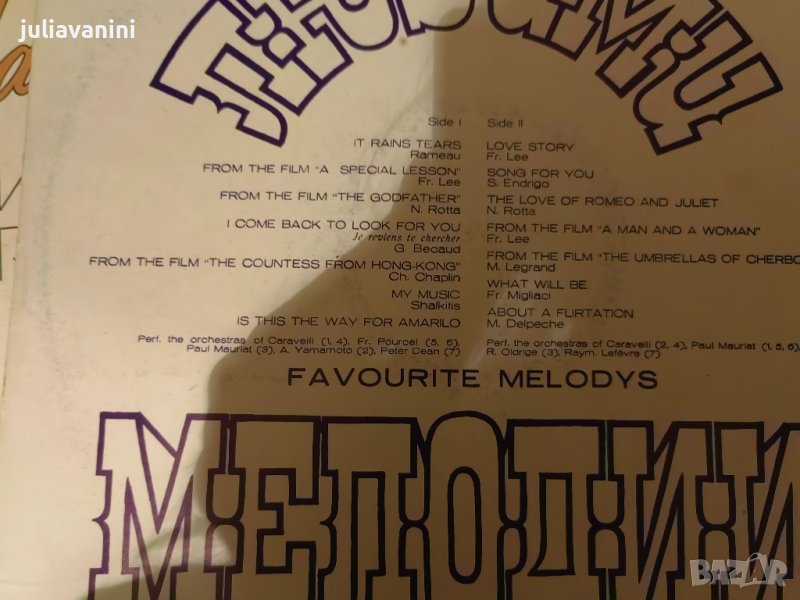 juliavanini
ЛЮБИМИ
Side I
IT RAINS TEARS
Rameau
FROM THE FILM "A SPECIAL LESSON"
Fr. Lee
FROM THE FILM "THE GODFATHER"
N. Rotta
I COME BACK TO LOOK FOR YOU
Je reviens te chercher
G. Becaud
FROM THE FILM "THE COUNTESS FROM HONG-KONG"
Ch. Chaplin
MY MUSIC
Shalkitis
IS THIS THE WAY FOR AMARILO
Perf. the orchestras of Caravelli (1, 4), Fr. Pourcel (5, 6),
Paul Mauriat (3), A. Yamamoto (2), Peter Dean (7)
Side II
LOVE STORY
Fr. Lee
SONG FOR YOU
S. Endrigo
THE LOVE OF ROMEO AND JULIET
N. Rotta
FROM THE FILM "A MAN AND A WOMAN"
Fr. Lee
FROM THE FILM "THE UMBRELLAS OF CHERBO
M. Legrand
WHAT WILL BE
Fr. Migliaci
ABOUT A FLIRTATION
M. Delpeche
Perf. the orchestras of Caravelli (2, 4), Paul Mauriat (1, 5, 6),
R. Oldrige (3), Raym. Lefèvre (7)
FAVOURITE MELODYS
МЕЛОДИИ
BAZAR